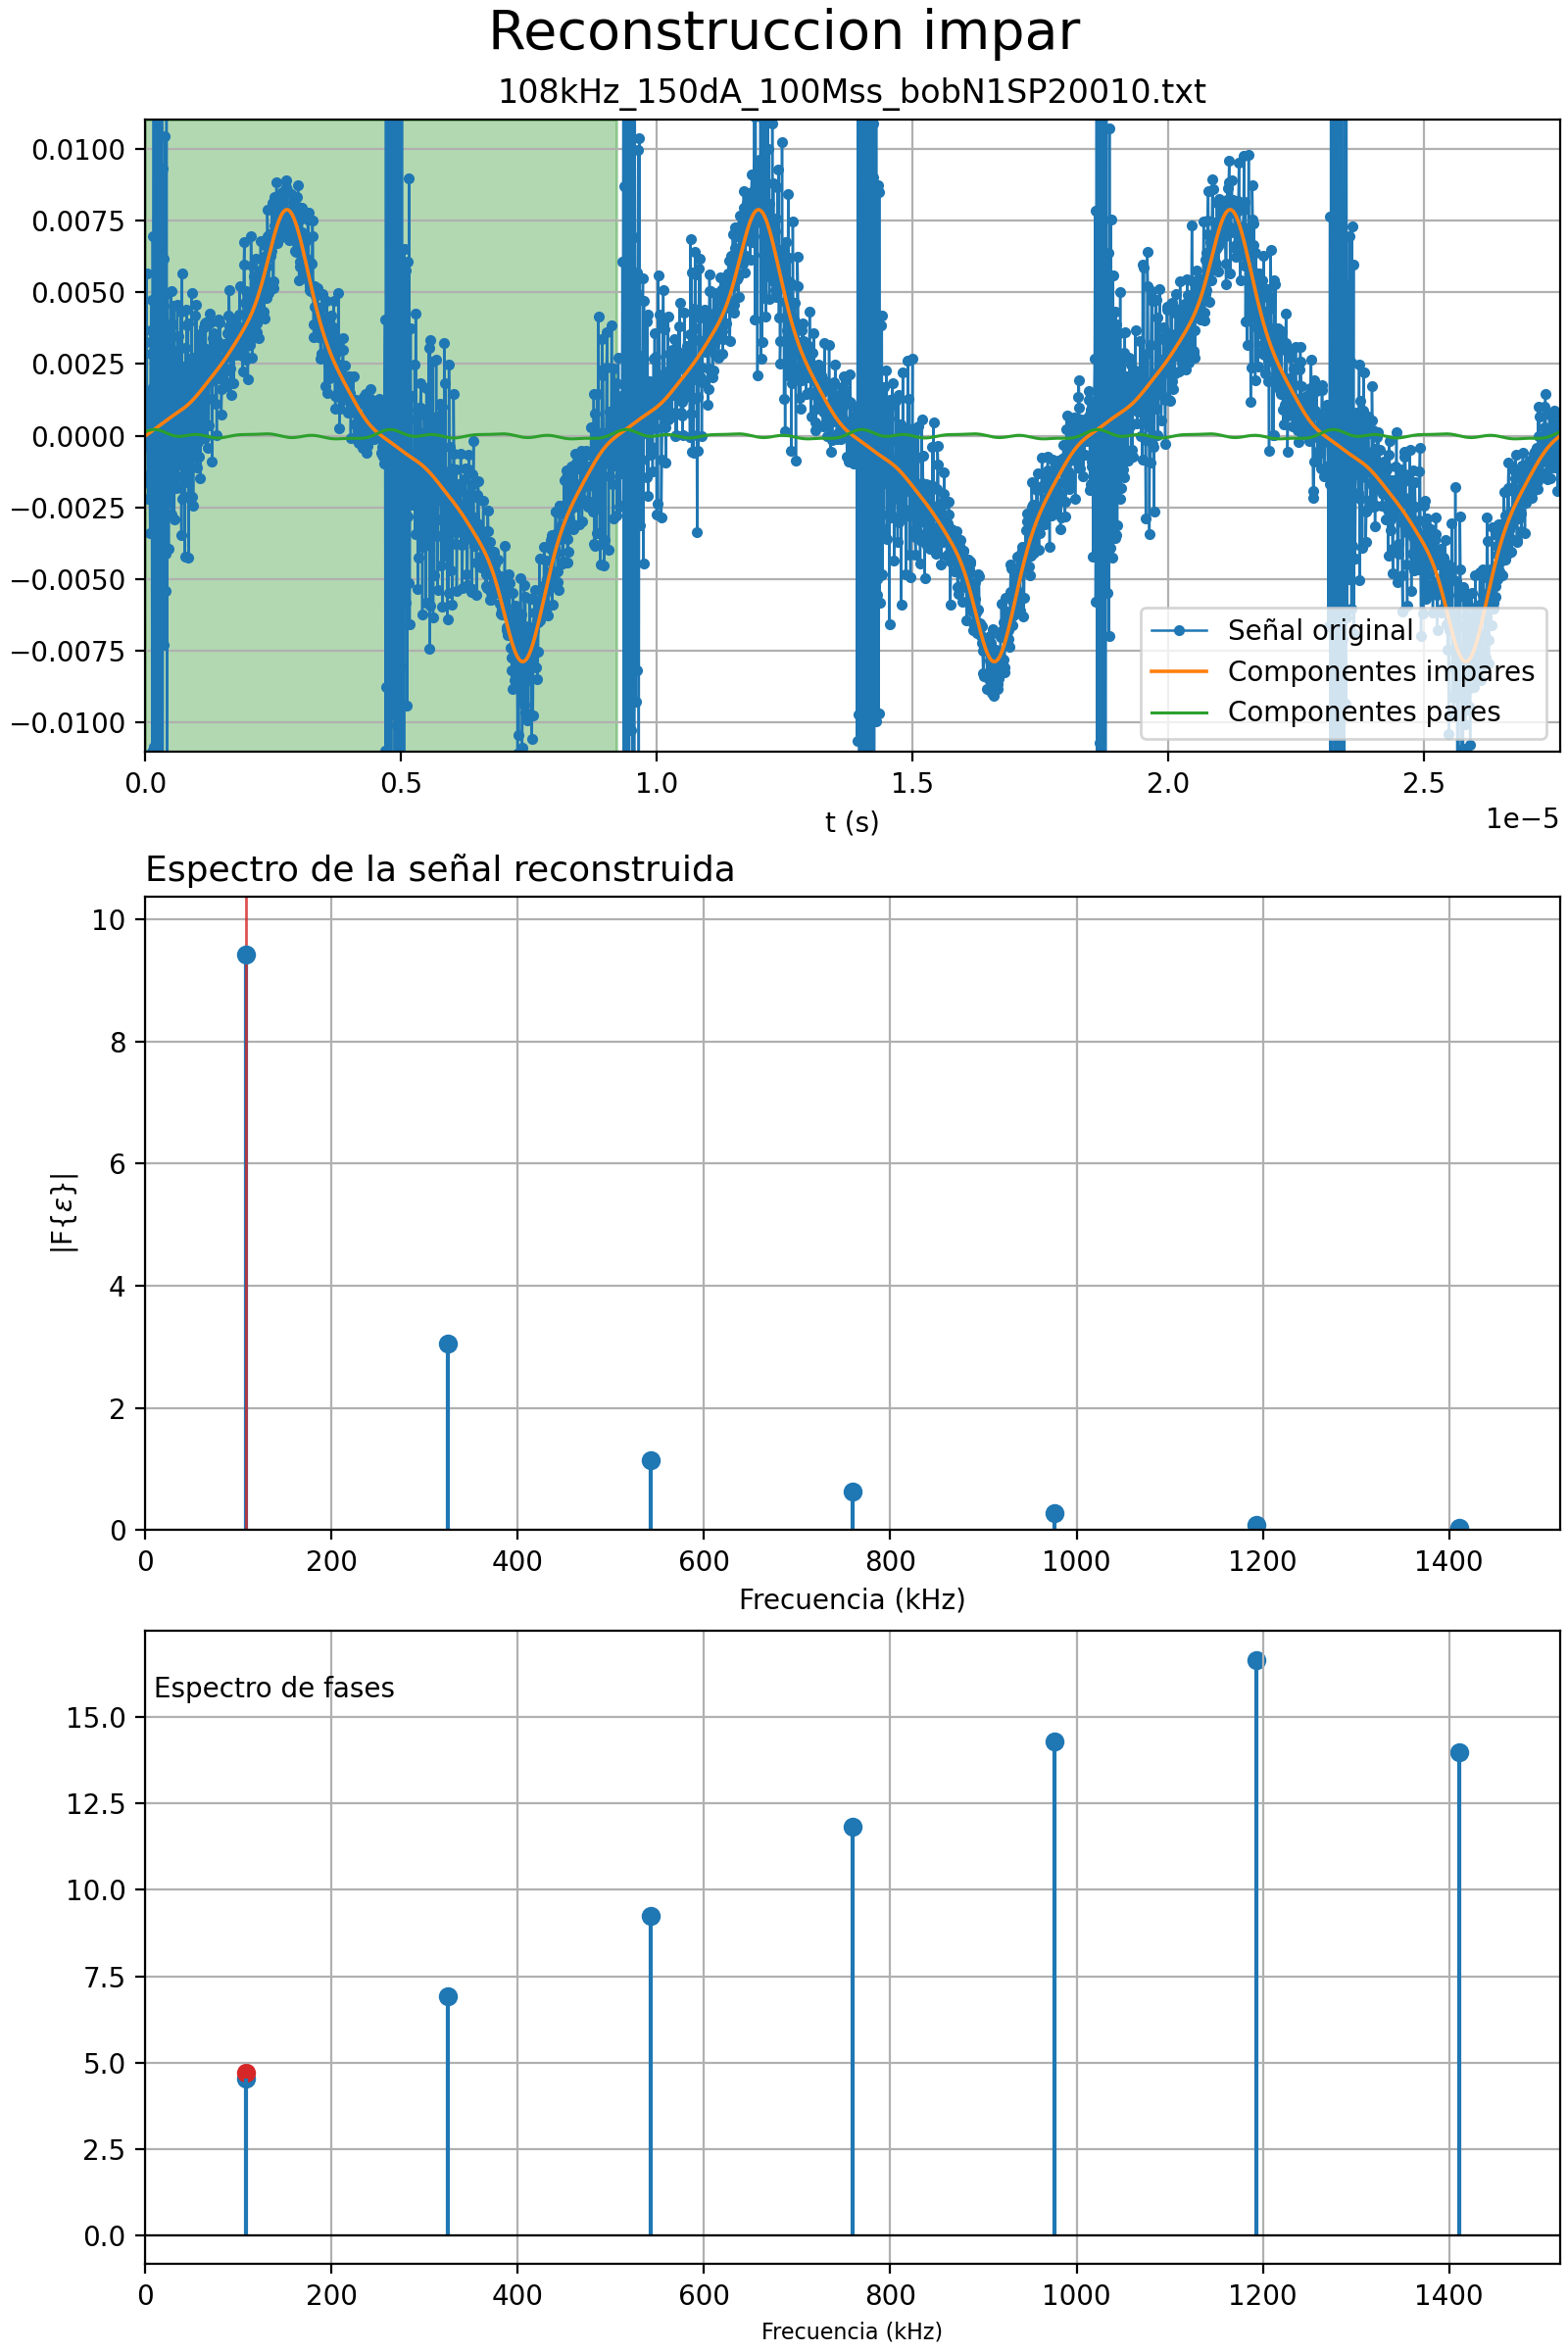 Reconstruccion impar
108kHz_150dA_100Mss_bobN1SP20010.txt
0.0100
0.0075
0.0050
0.0025
0.0000
−0.0025
−0.0050
−0.0075
−0.0100
Señal original
Componentes impares
Componentes pares
0.0 0.5 1.0 1.5 2.0 2.5
1e−5
t (s)
Espectro de la señal reconstruida
10
8
6
4
2
0
|F{ε}|
0 200 400 600 800 1000 1200 1400
Frecuencia (kHz)
Espectro de fases
15.0
12.5
10.0
7.5
5.0
2.5
0.0
0 200 400 600 800 1000 1200 1400
Frecuencia (kHz)